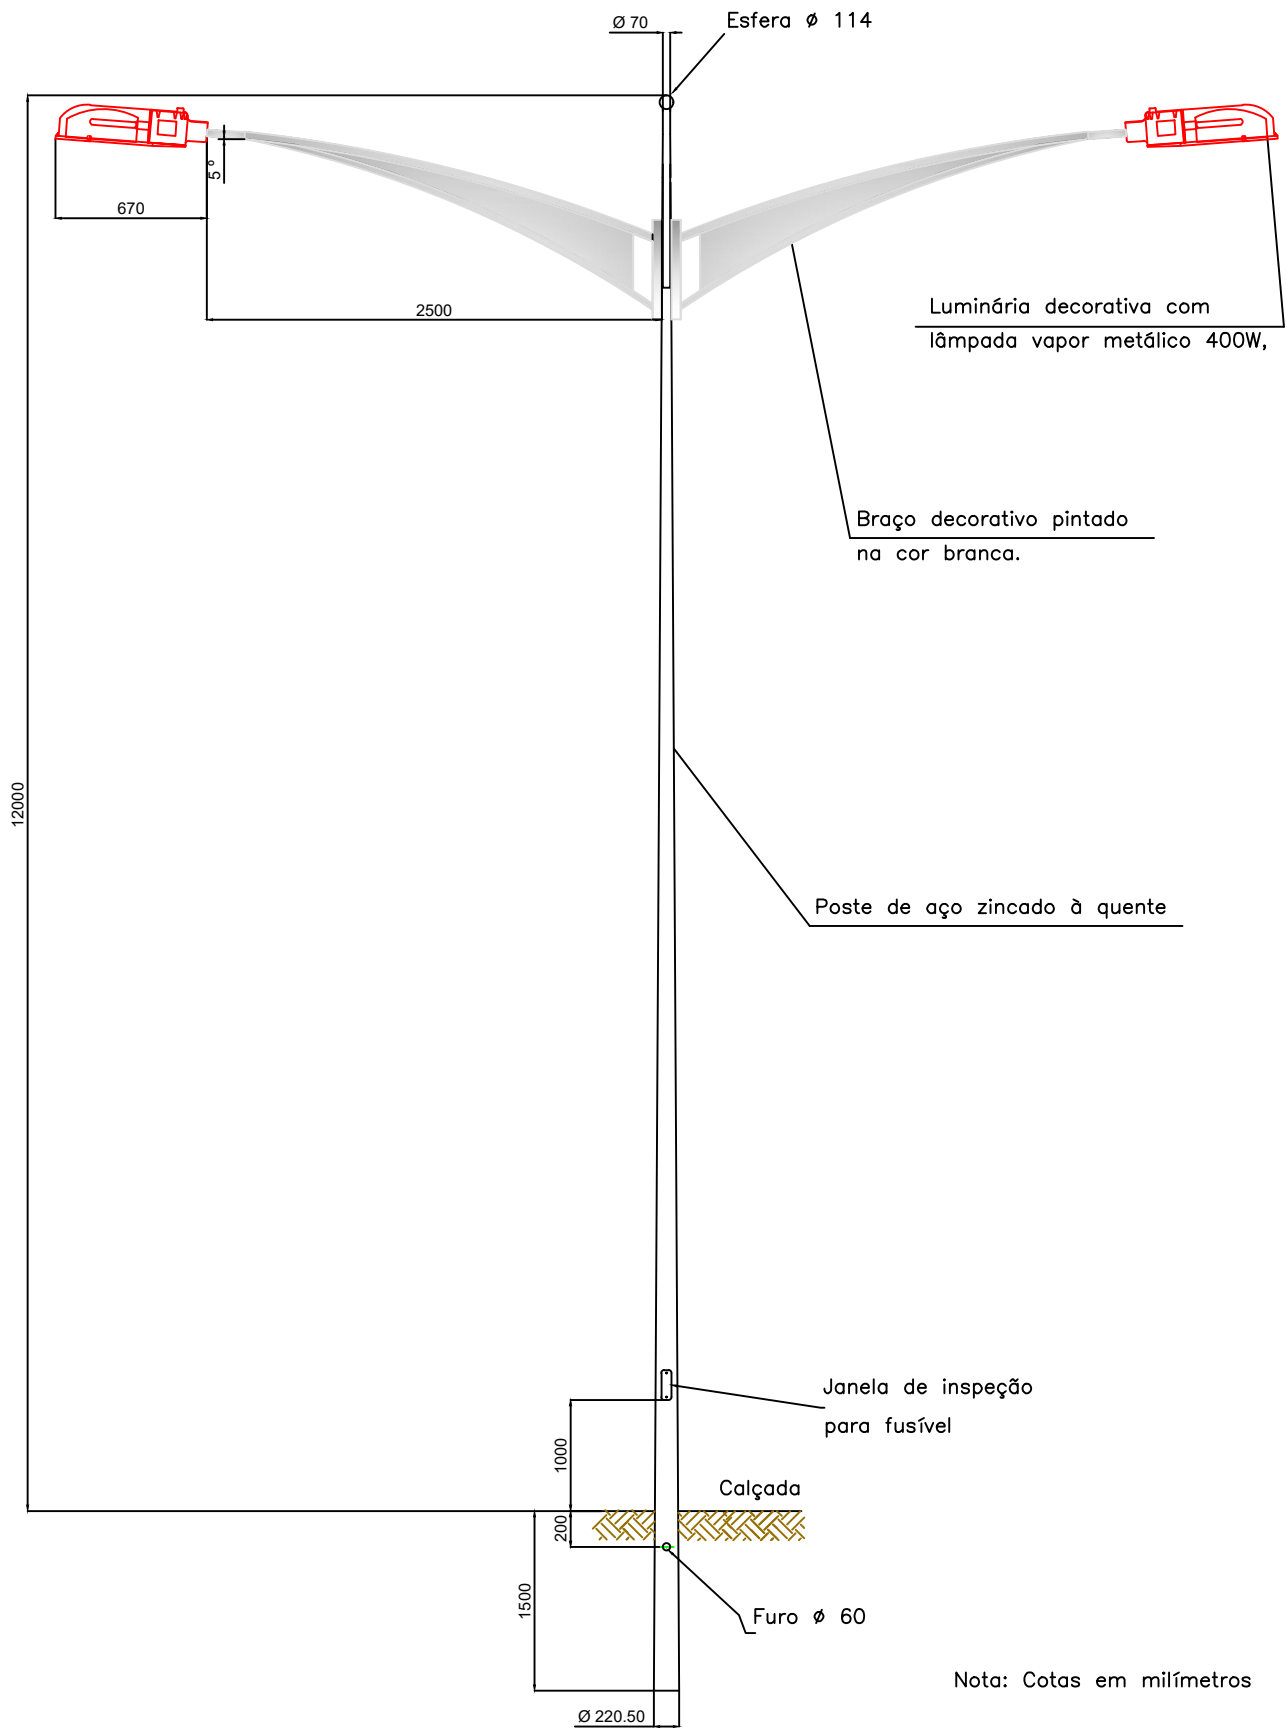 Ø 70
Esfera ø 114
5°
670
2500
Luminária decorativa com
lâmpada vapor metálico 400W,
Braço decorativo pintado
na cor branca.
12000
Poste de aço zincado à quente
Janela de inspeção
para fusível
1000
Calçada
200
1500
Furo ø 60
Nota: Cotas em milímetros
Ø 220.50